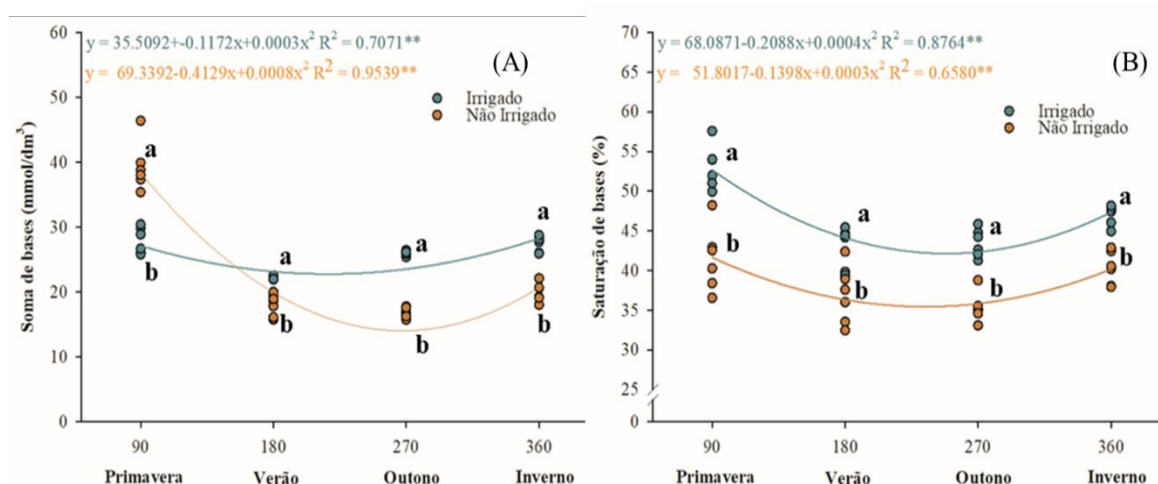 60
y = 35.5092+-0.1172x+0.0003x² R² = 0.7071**
y = 69.3392-0.4129x+0.0008x² R² = 0.9539**
(A)
Irrigado
Não Irrigado
50
40
30
20
10
0
a
b
a
b
a
b
a
b
Soma de bases (mmol/dm³)
90 180 270 360
Primavera Verão Outono Inverno
70
y = 68.0871-0.2088x+0.0004x² R² = 0.8764**
y = 51.8017-0.1398x+0.0003x² R² = 0.6580**
(B)
Irrigado
Não Irrigado
65
60
55
50
45
40
35
30
25
0
a
b
a
b
a
b
a
b
Saturação de bases (%)
90 180 270 360
Primavera Verão Outono Inverno